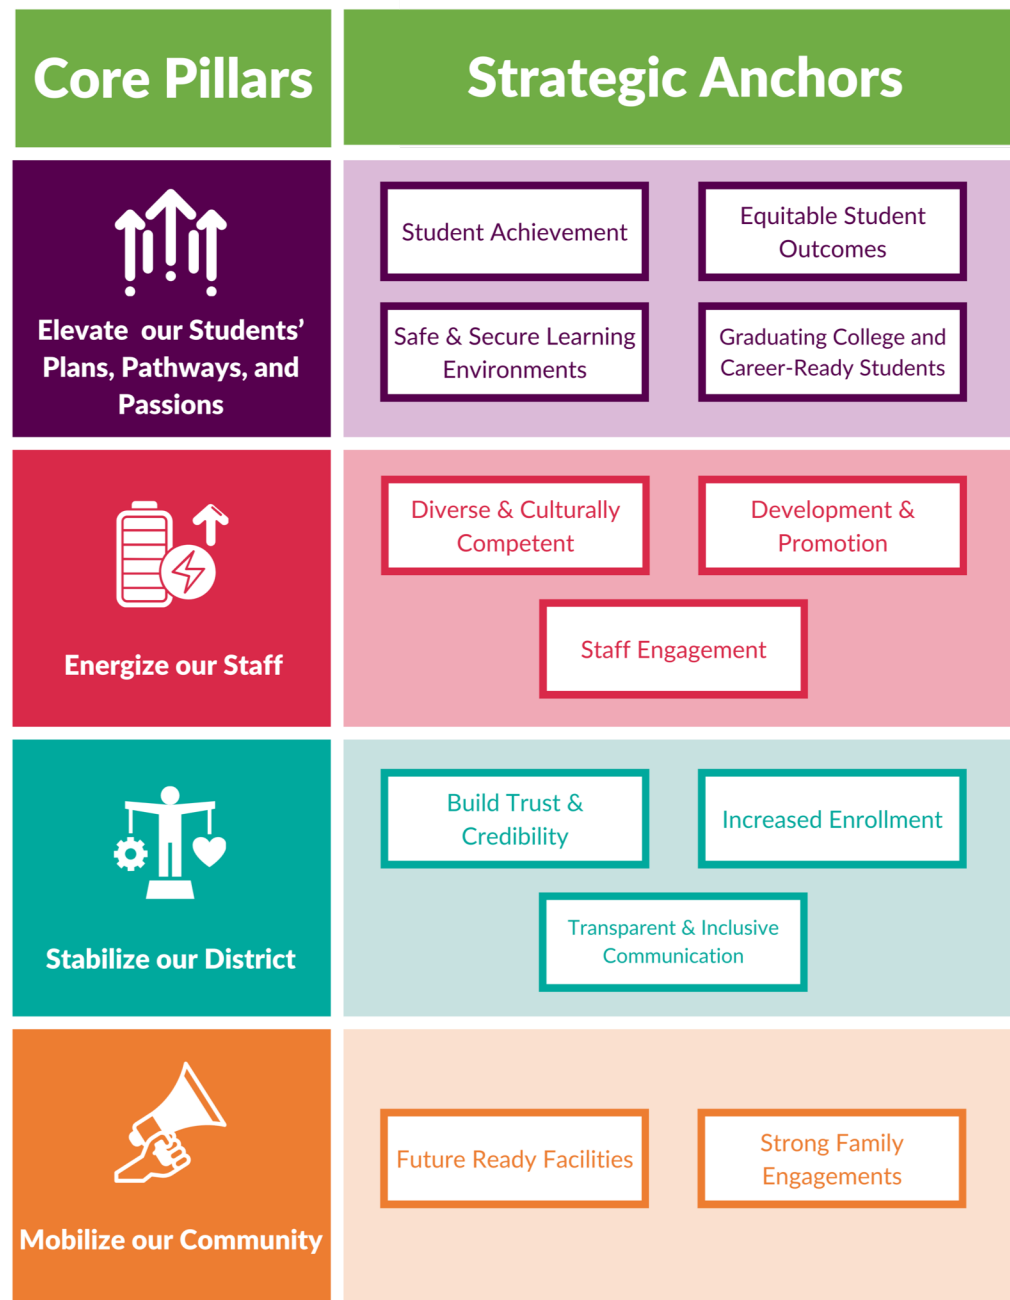 Core Pillars
Strategic Anchors
Elevate our Students’
Plans, Pathways, and
Passions
Student Achievement
Equitable Student
Outcomes
Safe & Secure Learning
Environments
Graduating College and
Career-Ready Students
Energize our Staff
Diverse & Culturally
Competent
Development &
Promotion
Staff Engagement
Stabilize our District
Build Trust &
Credibility
Increased Enrollment
Transparent & Inclusive
Communication
Mobilize our Community
Future Ready Facilities
Strong Family
Engagements